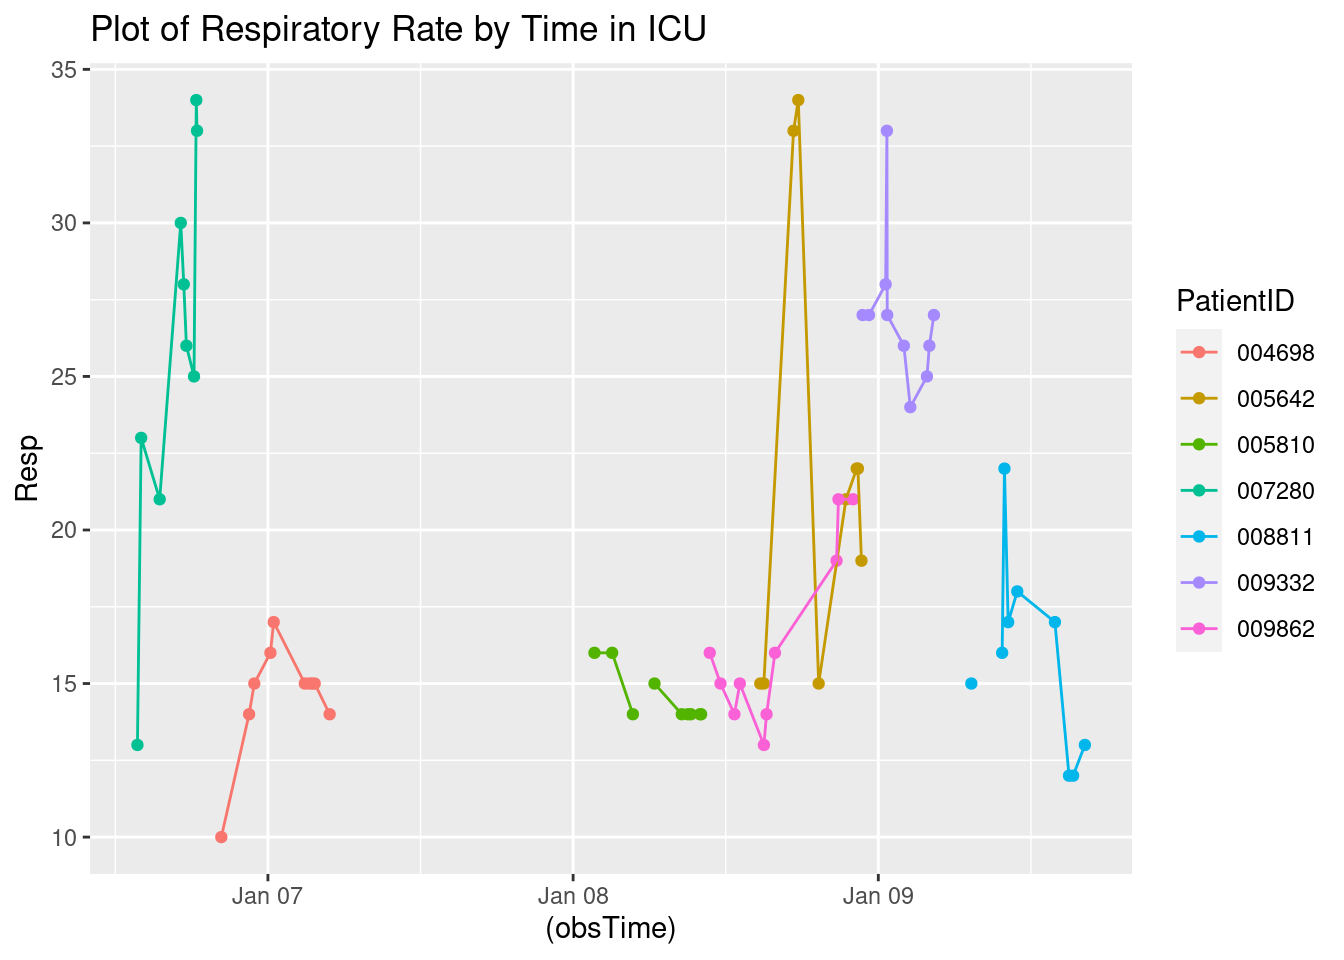 Plot of Respiratory Rate by Time in ICU
35
30
25
20
15
10
Resp
Jan 07
Jan 08
Jan 09
(obsTime)
PatientID
004698
005642
005810
007280
008811
009332
009862